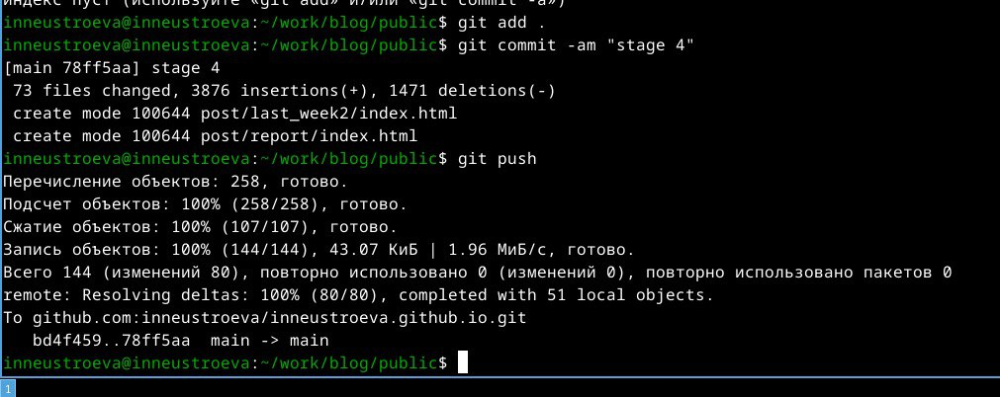 индекс пуст (используйте «git add» и/или «git commit -a»)
inneustroeva@inneustroeva:~/work/blog/public$ git add .
inneustroeva@inneustroeva:~/work/blog/public$ git commit -am "stage 4"
[main 78ff5aa] stage 4
 73 files changed, 3876 insertions(+), 1471 deletions(-)
 create mode 100644 post/last_week2/index.html
 create mode 100644 post/report/index.html
inneustroeva@inneustroeva:~/work/blog/public$ git push
Перечисление объектов: 258, готово.
Подсчет объектов: 100% (258/258), готово.
Сжатие объектов: 100% (107/107), готово.
Запись объектов: 100% (144/144), 43.07 КиБ | 1.96 МиБ/с, готово.
Всего 144 (изменений 80), повторно использовано 0 (изменений 0), повторно использовано пакетов 0
remote: Resolving deltas: 100% (80/80), completed with 51 local objects.
To github.com:inneustroeva/inneustroeva.github.io.git
   bd4f459..78ff5aa  main -> main
inneustroeva@inneustroeva:~/work/blog/public$
1